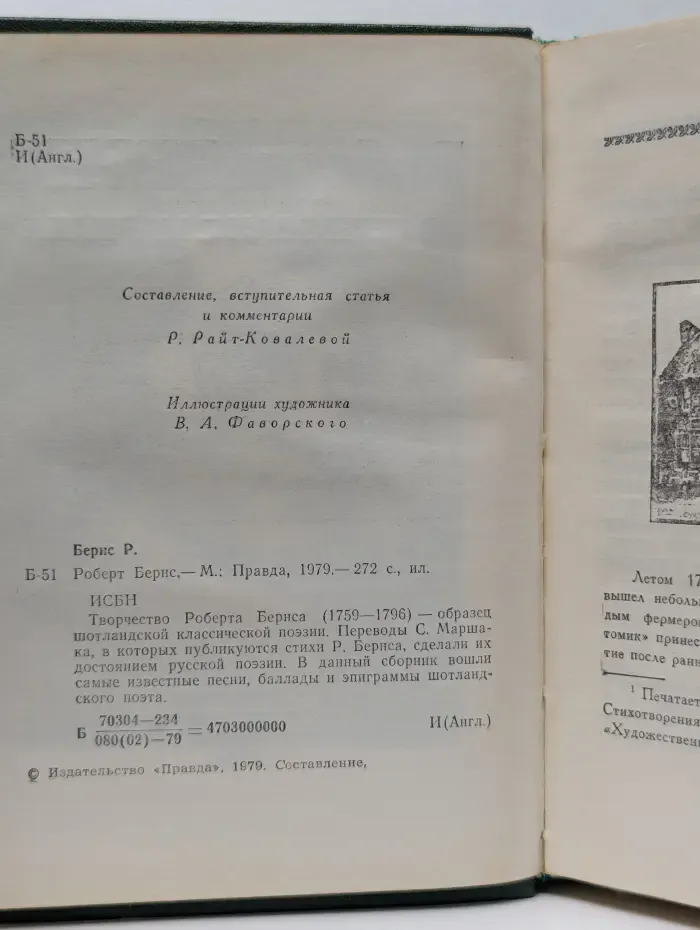 Б-51
И(Англ.)
Составление, вступительная статья
и комментарии
Р. Райт-Ковалевой
Иллюстрации художника
В. А. Фаворского
Бернс Р.
Б-51 Роберт Бернс.— М.: Правда, 1979.— 272 с., ил.
ИСБН
Творчество Роберта Бернса (1759—1796) — образец
шотландской классической поэзии. Переводы С. Марша-
ка, в которых публикуются стихи Р. Бернса, сделали их
достоянием русской поэзии. В данный сборник вошли
самые известные песни, баллады и эпиграммы шотланд-
ского поэта.
Б 70304—234
080(02)—79 = 4703000000 И(Англ.)
© Издательство «Правда», 1979. Составление,
Летом 17
вышел неболь
дым фермеро
томик» принес
тие после ранн
1 Печатает
Стихотворения
«Художествен